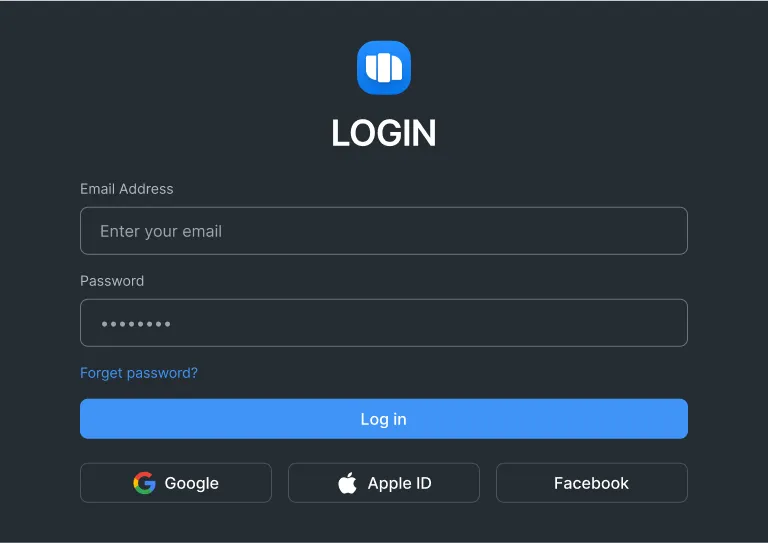 LOGIN
Email Address
Enter your email
Password
••••••••
Forget password?
Log in
Google
Apple ID
Facebook